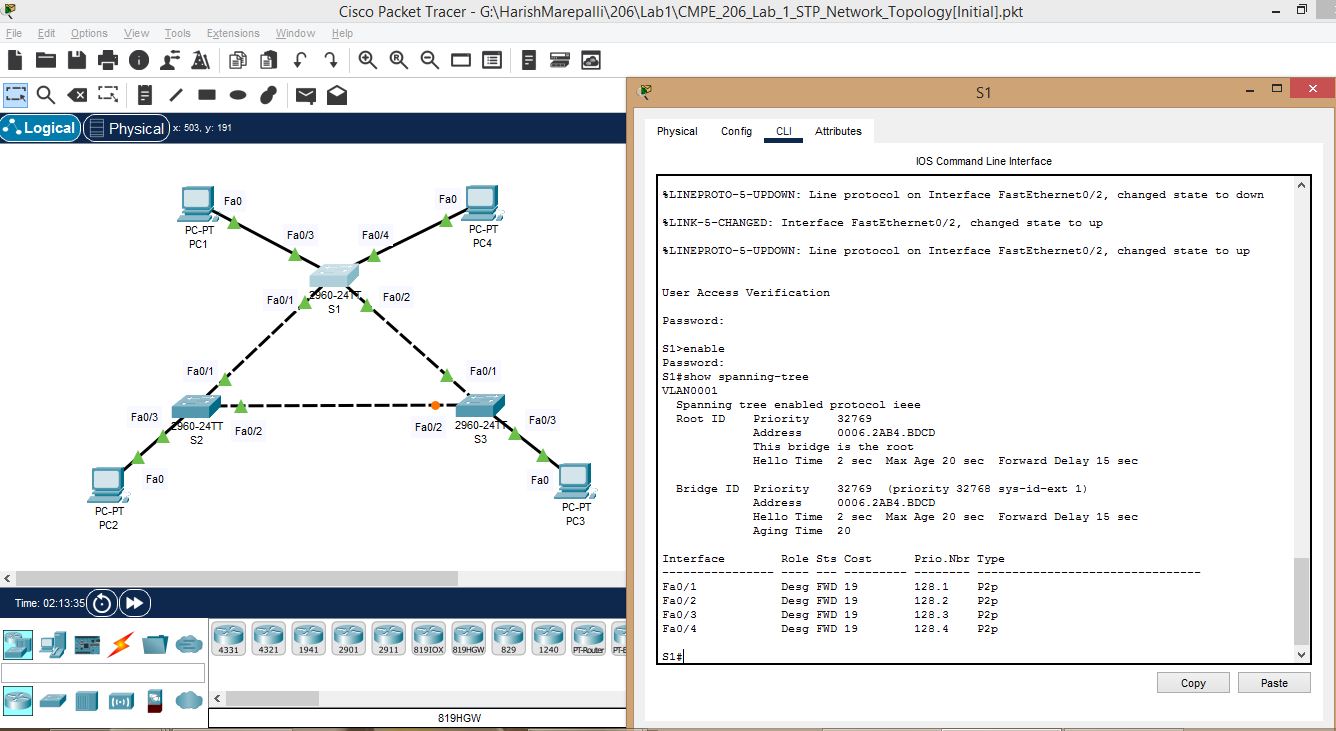 Cisco Packet Tracer - G:\HarishMarepalli\206\Lab1\CMPE_206_Lab_1_STP_Network_Topology[Initial].pkt
File Edit Options View Tools Extensions Window Help
Logical Physical x: 503, y: 191
Fa0
PC-PT
PC1
Fa0
PC-PT
PC4
Fa0/3
Fa0/4
Fa0/1
2960-24TT
S1
Fa0/2
Fa0/1
Fa0/1
Fa0/3
2960-24TT
S2
Fa0/2
Fa0/2
2960-24TT
S3
Fa0/3
Fa0
PC-PT
PC2
Fa0
PC-PT
PC3
Time: 02:13:35
4331 4321 1941 2901 2911 819IOX 819HGW 829 1240 PT-Router
819HGW
S1
Physical Config CLI Attributes
IOS Command Line Interface
%LINEPROTO-5-UPDOWN: Line protocol on Interface FastEthernet0/2, changed state to down
%LINK-5-CHANGED: Interface FastEthernet0/2, changed state to up
%LINEPROTO-5-UPDOWN: Line protocol on Interface FastEthernet0/2, changed state to up
User Access Verification
Password:
S1>enable
Password:
S1#show spanning-tree
VLAN0001
Spanning tree enabled protocol ieee
Root ID Priority 32769
Address 0006.2AB4.BDCD
This bridge is the root
Hello Time 2 sec Max Age 20 sec Forward Delay 15 sec
Bridge ID Priority 32769 (priority 32768 sys-id-ext 1)
Address 0006.2AB4.BDCD
Hello Time 2 sec Max Age 20 sec Forward Delay 15 sec
Aging Time 20
Interface Role Sts Cost Prio.Nbr Type
---------------- ---- --- --------- -------- --------------------------------
Fa0/1 Desg FWD 19 128.1 P2p
Fa0/2 Desg FWD 19 128.2 P2p
Fa0/3 Desg FWD 19 128.3 P2p
Fa0/4 Desg FWD 19 128.4 P2p
S1#
Copy Paste